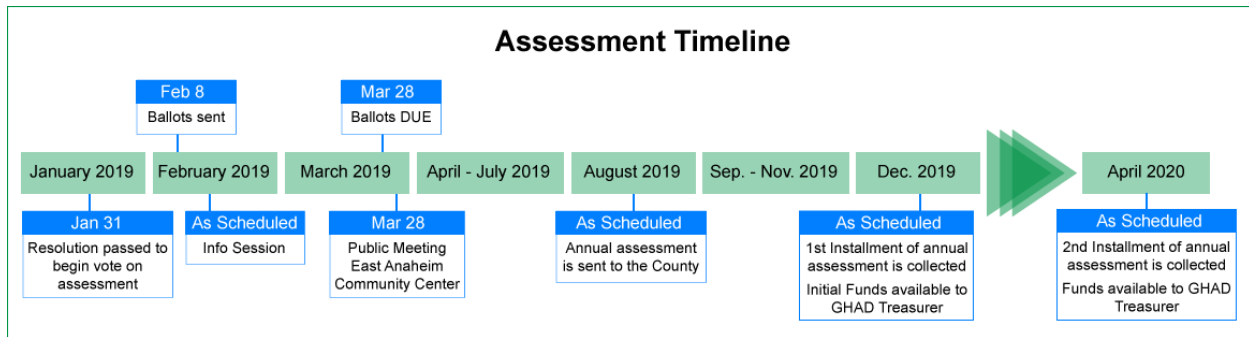 Assessment Timeline
Feb 8
Ballots sent
Mar 28
Ballots DUE
January 2019
February 2019
March 2019
April - July 2019
August 2019
Sep. - Nov. 2019
Dec. 2019
April 2020
Jan 31
Resolution passed to
begin vote on
assessment
As Scheduled
Info Session
Mar 28
Public Meeting
East Anaheim
Community Center
As Scheduled
Annual assessment
is sent to the County
As Scheduled
1st Installment of annual
assessment is collected
Initial Funds available to
GHAD Treasurer
As Scheduled
2nd Installment of annual
assessment is collected
Funds available to GHAD
Treasurer